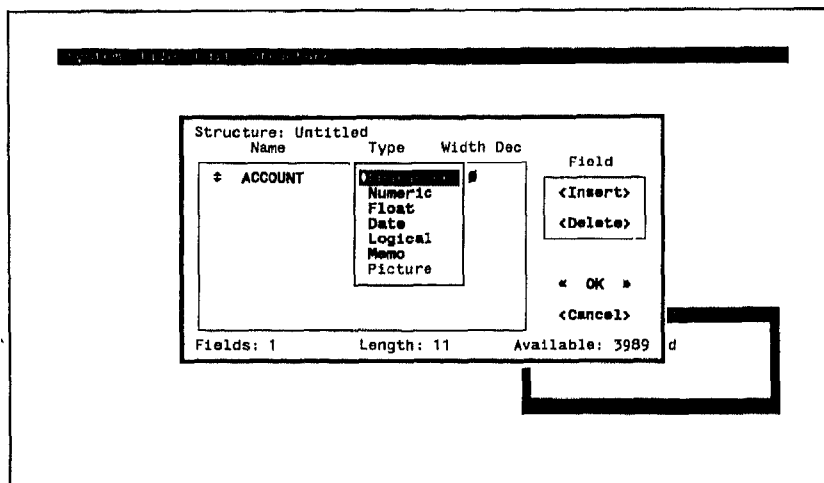 Structure: Untitled
Name Type Width Dec
Field
ACCOUNT
Numeric
Float
Date
Logical
Memo
Picture
<Insert>
<Delete>
« OK »
<Cancel>
Fields: 1 Length: 11 Available: 3989 d